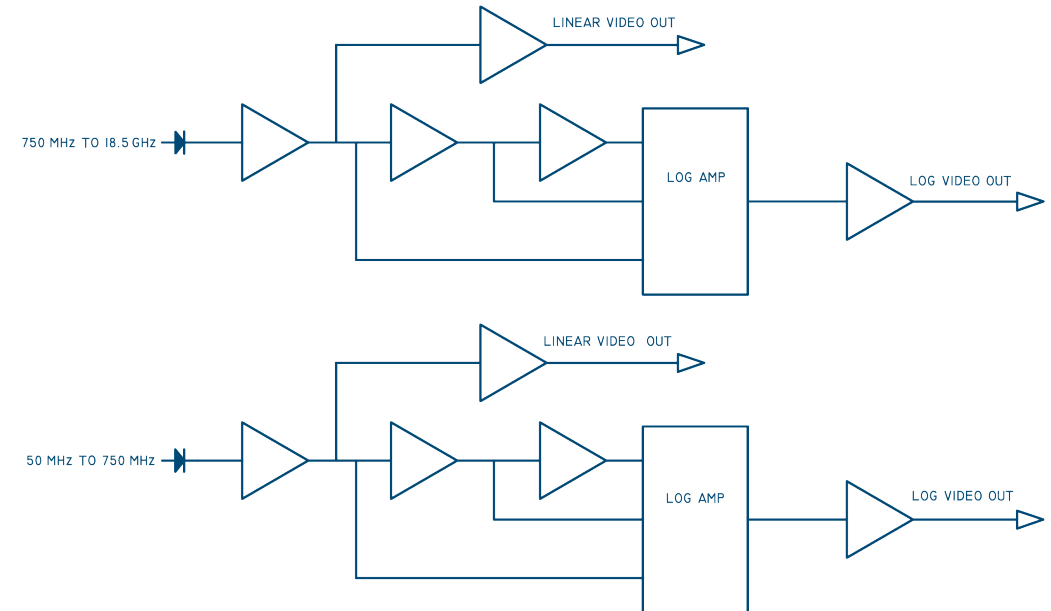 LINEAR VIDEO OUT
750 MHz TO 18.5 GHz
LOG AMP
LOG VIDEO OUT
LINEAR VIDEO OUT
50 MHz TO 750 MHz
LOG AMP
LOG VIDEO OUT